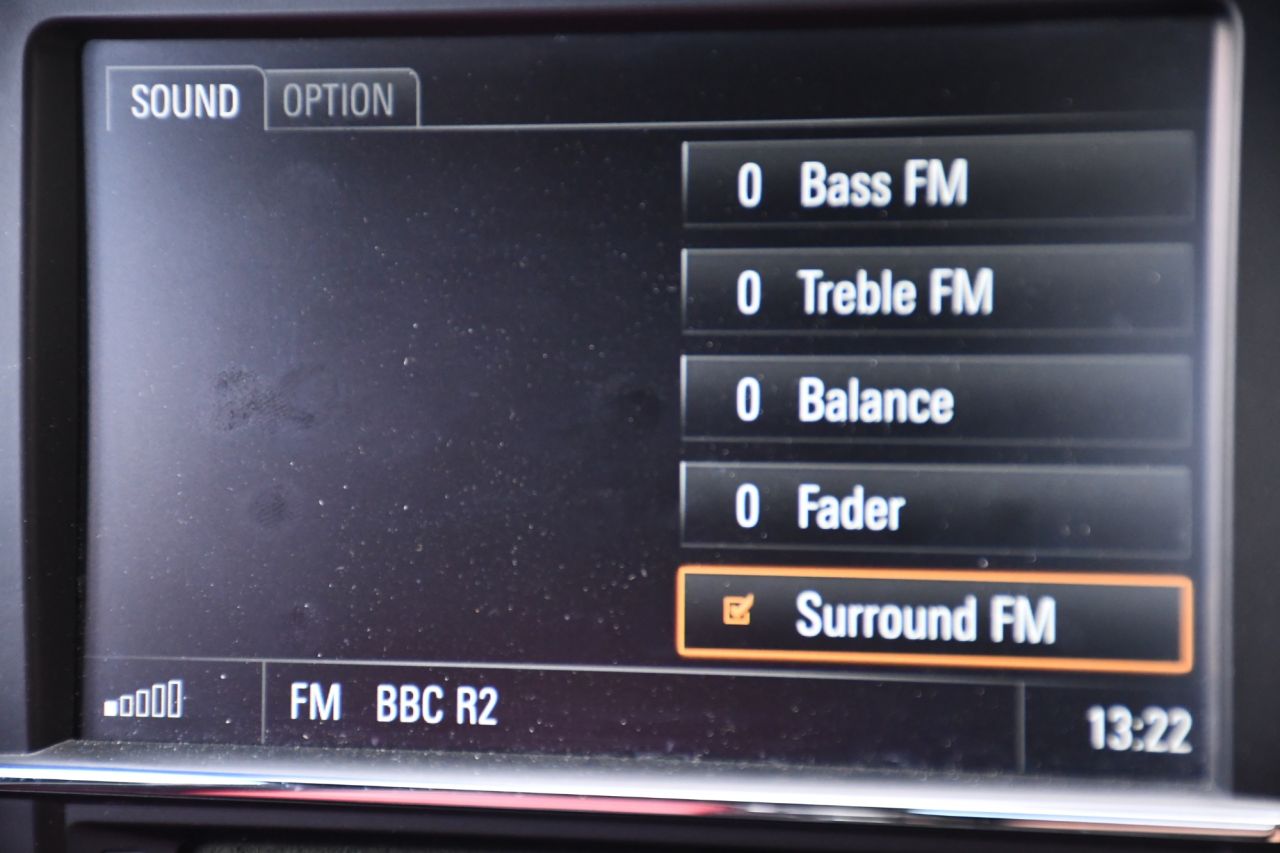 SOUND OPTION
0 Bass FM
0 Treble FM
0 Balance
0 Fader
Surround FM
FM BBC R2 13:22